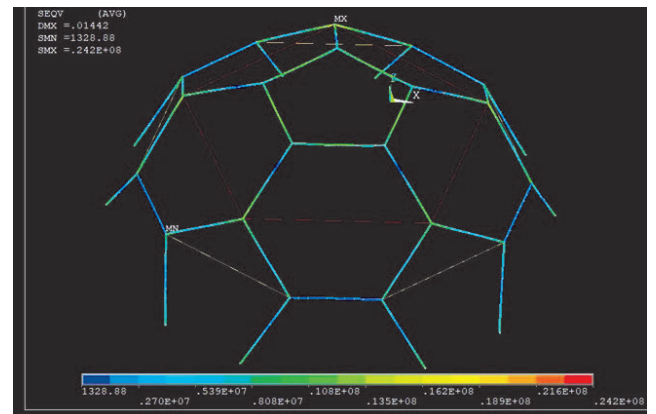 SEQV (AVG)
DMX =.01442
SMN =1328.88
SMX =.242E+08
MX
Z
X
MN
1328.88 .539E+07 .108E+08 .162E+08 .216E+08
.270E+07 .808E+07 .135E+08 .189E+08 .242E+08